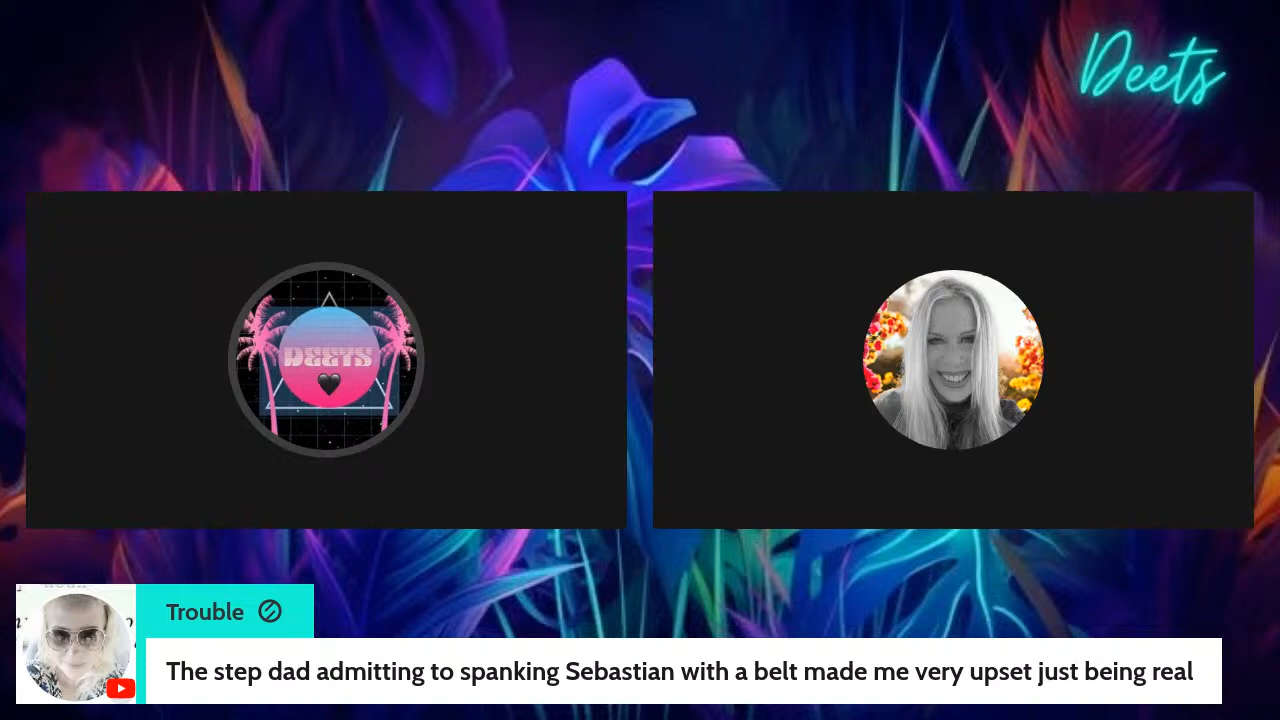 Deets
DEETS
Trouble
The step dad admitting to spanking Sebastian with a belt made me very upset just being real